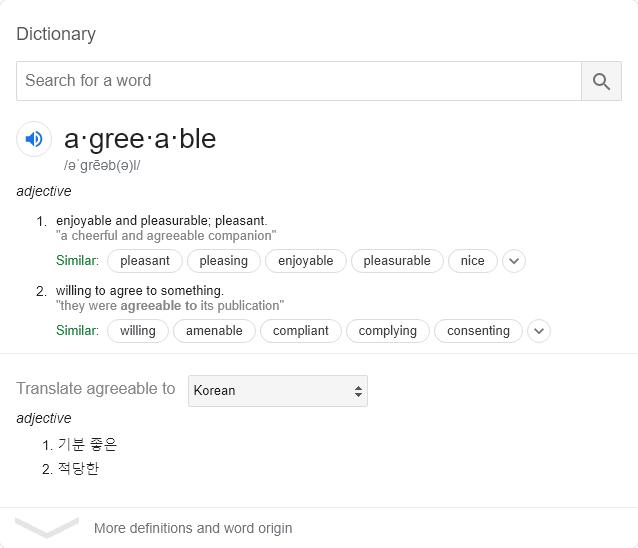 Dictionary
Search for a word
a·gree·a·ble
/əˈɡrēəb(ə)l/
adjective
1. enjoyable and pleasurable; pleasant.
"a cheerful and agreeable companion"
Similar: pleasant pleasing enjoyable pleasurable nice
2. willing to agree to something.
"they were agreeable to its publication"
Similar: willing amenable compliant complying consenting
Translate agreeable to Korean
adjective
1. 기분 좋은
2. 적당한
More definitions and word origin